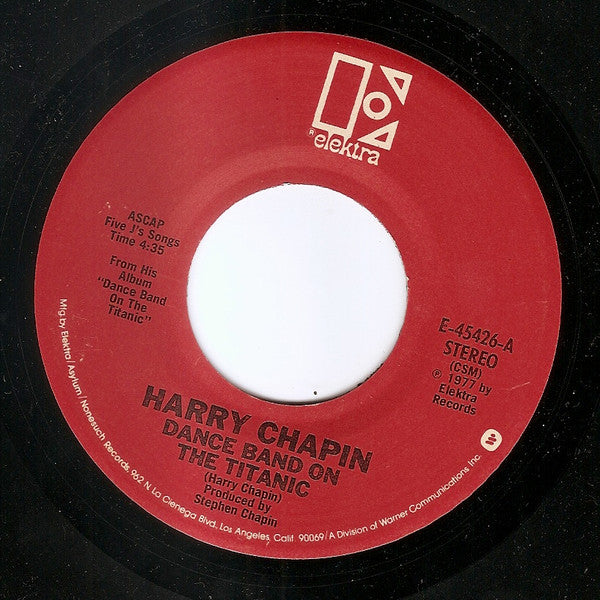 ®elektra
ASCAP
Five J's Songs
Time 4:35
From His
Album
"Dance Band
On The
Titanic"
E-45426-A
STEREO
(CSM)
℗ 1977 by
Elektra
Records
HARRY CHAPIN
DANCE BAND ON
THE TITANIC
(Harry Chapin)
Produced by
Stephen Chapin
Mfg by Elektra/Asylum/Nonesuch Records, 962 N. La Cienega Blvd., Los Angeles, Calif. 90069/A Division of Warner Communications Inc.